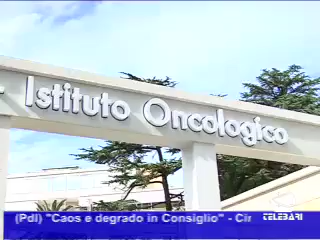 Istituto Oncologico
(Pdl) "Caos e degrado in Consiglio" - Cir
TELEBARI